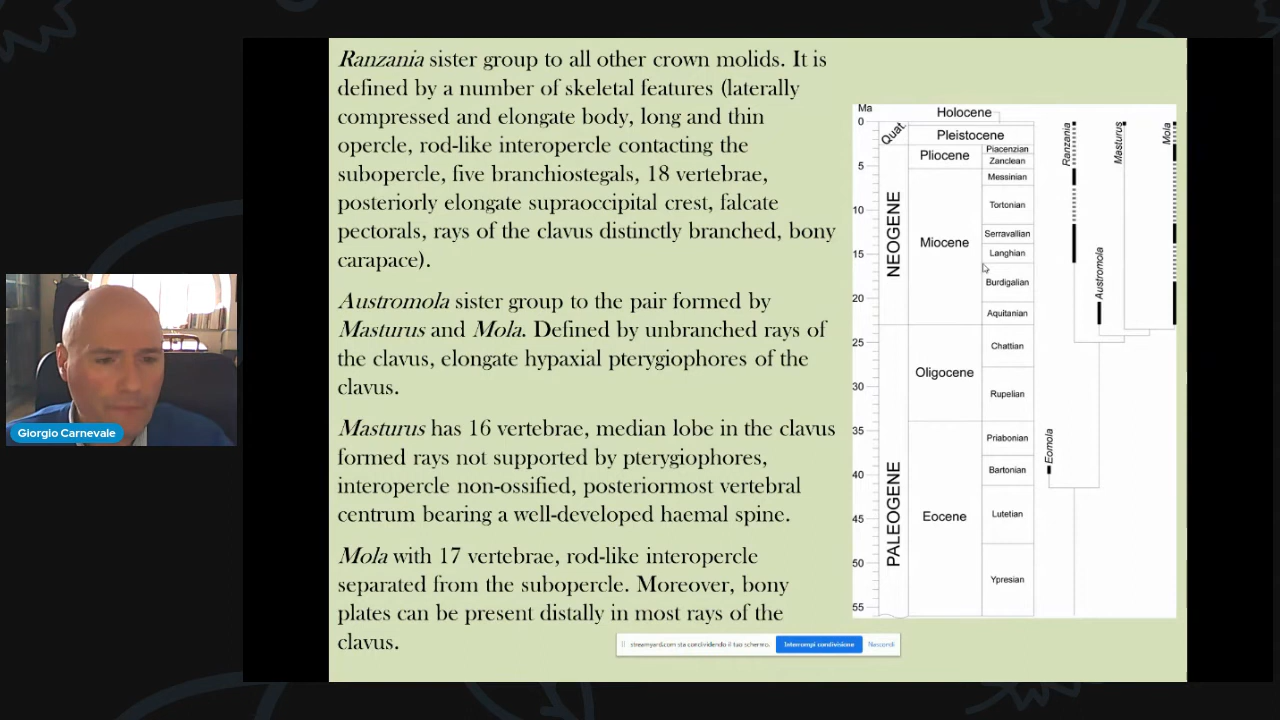 Ranzania sister group to all other crown molids. It is
defined by a number of skeletal features (laterally
compressed and elongate body, long and thin
opercle, rod-like interopercle contacting the
subopercle, five branchiostegals, 18 vertebrae,
posteriorly elongate supraoccipital crest, falcate
pectorals, rays of the clavus distinctly branched, bony
carapace).
Austromola sister group to the pair formed by
Masturus and Mola. Defined by unbranched rays of
the clavus, elongate hypaxial pterygiophores of the
clavus.
Masturus has 16 vertebrae, median lobe in the clavus
formed rays not supported by pterygiophores,
interopercle non-ossified, posteriormost vertebral
centrum bearing a well-developed haemal spine.
Mola with 17 vertebrae, rod-like interopercle
separated from the subopercle. Moreover, bony
plates can be present distally in most rays of the
clavus.
Ma
0
5
10
15
20
25
30
35
40
45
50
55
Quat.
NEOGENE
PALEOGENE
Holocene
Pleistocene
Pliocene
Miocene
Oligocene
Eocene
Piacenzian
Zanclean
Messinian
Tortonian
Serravallian
Langhian
Burdigalian
Aquitanian
Chattian
Rupelian
Priabonian
Bartonian
Lutetian
Ypresian
Ranzania
Masturus
Mola
Austromola
Eomola
streamyard.com sta condividendo il tuo schermo.
Interrompi condivisione
Nascondi
Giorgio Carnevale